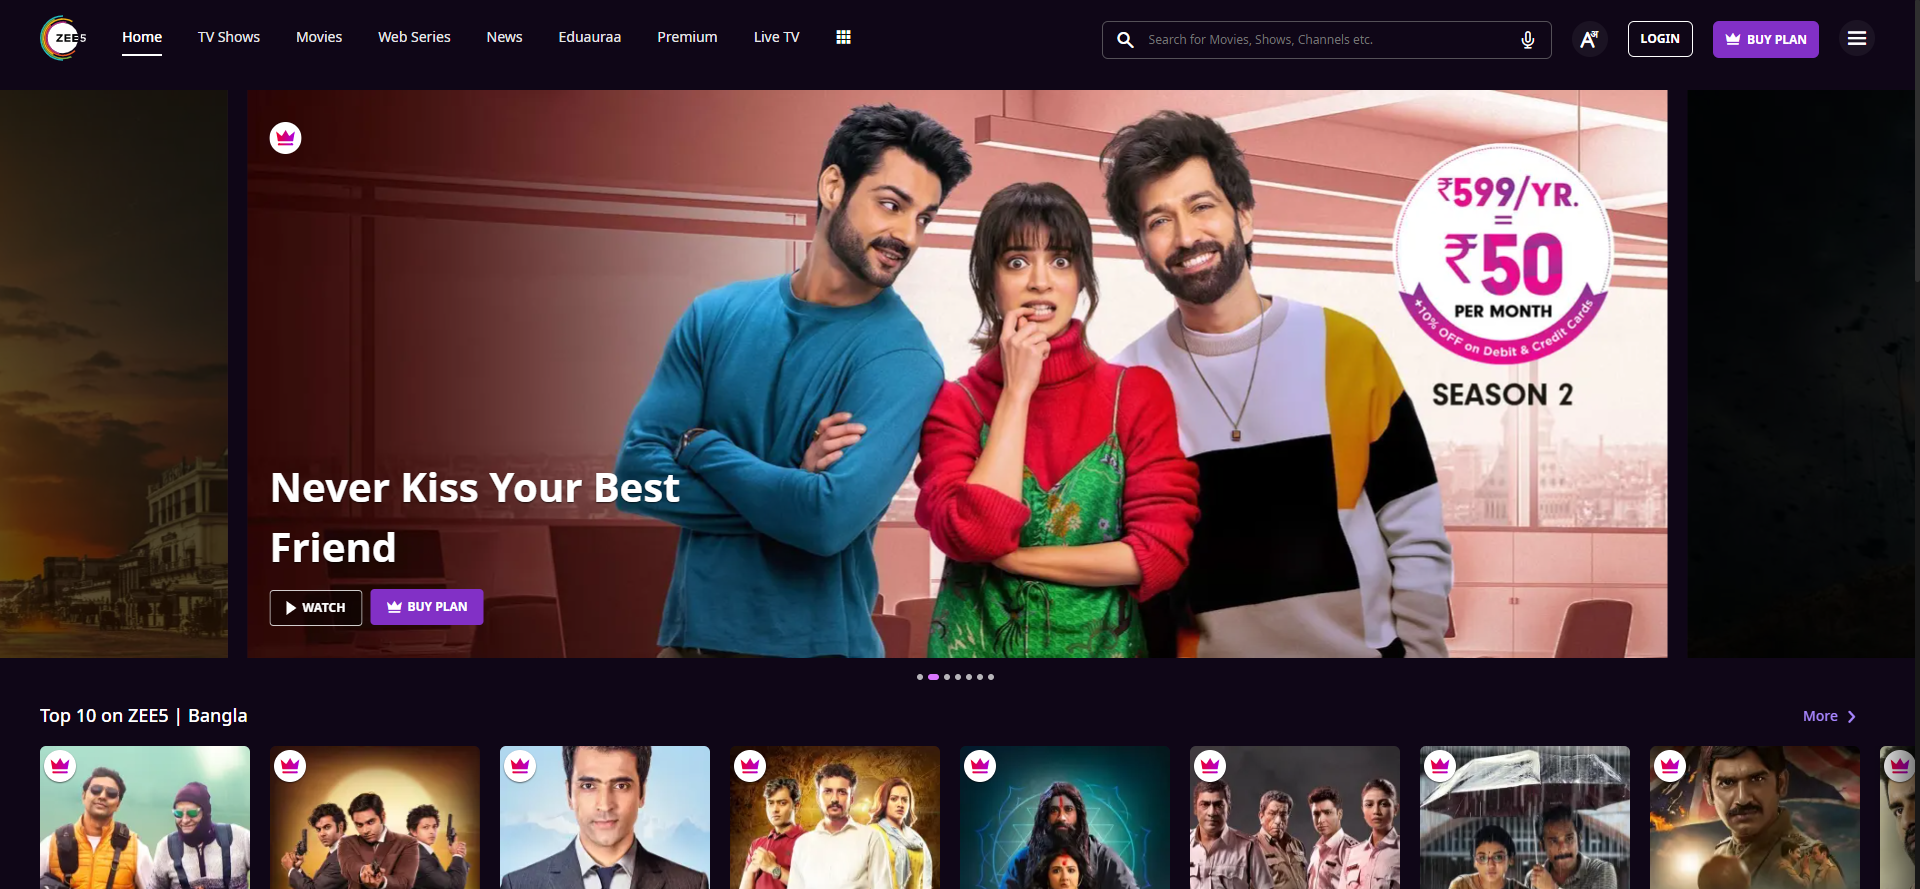 ZEE5
Home
TV Shows
Movies
Web Series
News
Eduauraa
Premium
Live TV
Search for Movies, Shows, Channels etc.
A अ
LOGIN
BUY PLAN
₹599/YR.
=
₹50
PER MONTH
+10% OFF on Debit & Credit Cards
SEASON 2
Never Kiss Your Best
Friend
WATCH
BUY PLAN
Top 10 on ZEE5 | Bangla
More